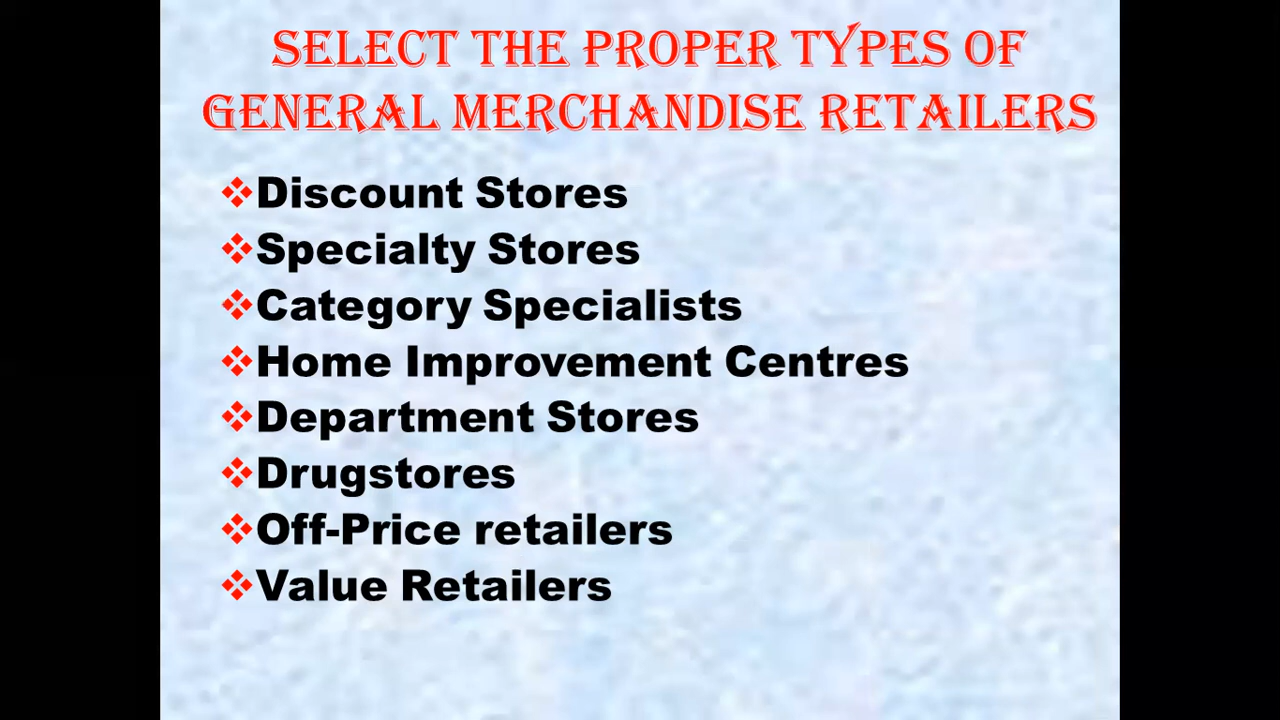 SELECT THE PROPER TYPES OF
GENERAL MERCHANDISE RETAILERS
Discount Stores
Specialty Stores
Category Specialists
Home Improvement Centres
Department Stores
Drugstores
Off-Price retailers
Value Retailers